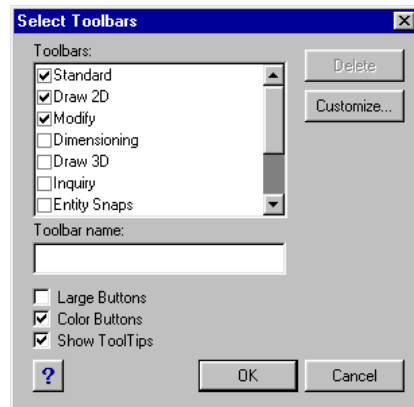 Select Toolbars
Toolbars:
Standard
Draw 2D
Modify
Dimensioning
Draw 3D
Inquiry
Entity Snaps
Delete
Customize...
Toolbar name:
Large Buttons
Color Buttons
Show ToolTips
?
OK
Cancel